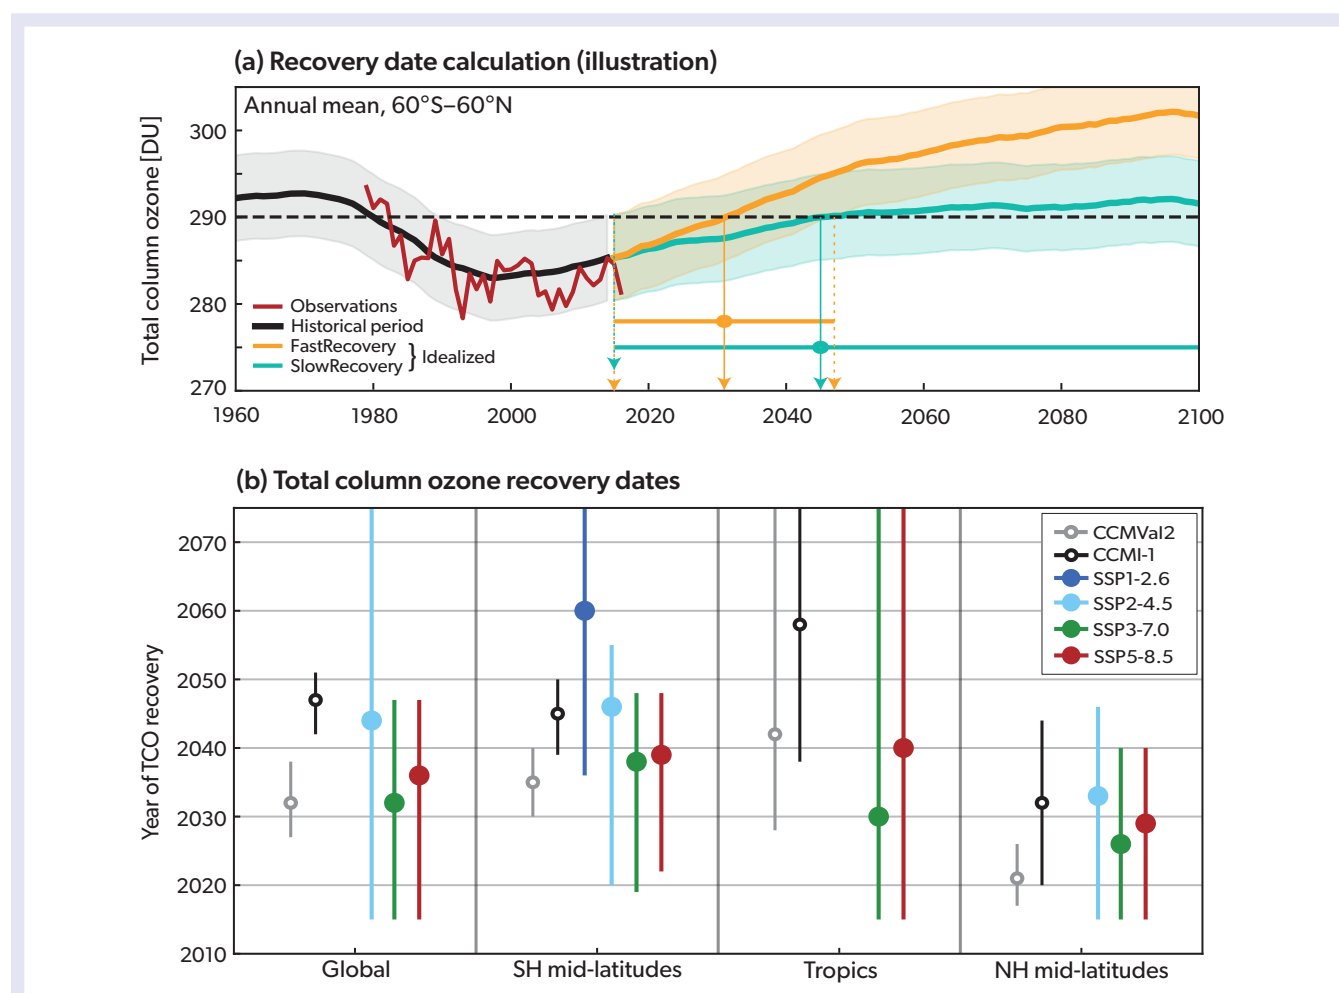 (a) Recovery date calculation (illustration)
Annual mean, 60°S–60°N
Total column ozone [DU]
300
290
280
270
Observations
Historical period
FastRecovery
SlowRecovery
} Idealized
1960 1980 2000 2020 2040 2060 2080 2100
(b) Total column ozone recovery dates
Year of TCO recovery
2070
2060
2050
2040
2030
2020
2010
CCMVal2
CCMI-1
SSP1-2.6
SSP2-4.5
SSP3-7.0
SSP5-8.5
Global SH mid-latitudes Tropics NH mid-latitudes